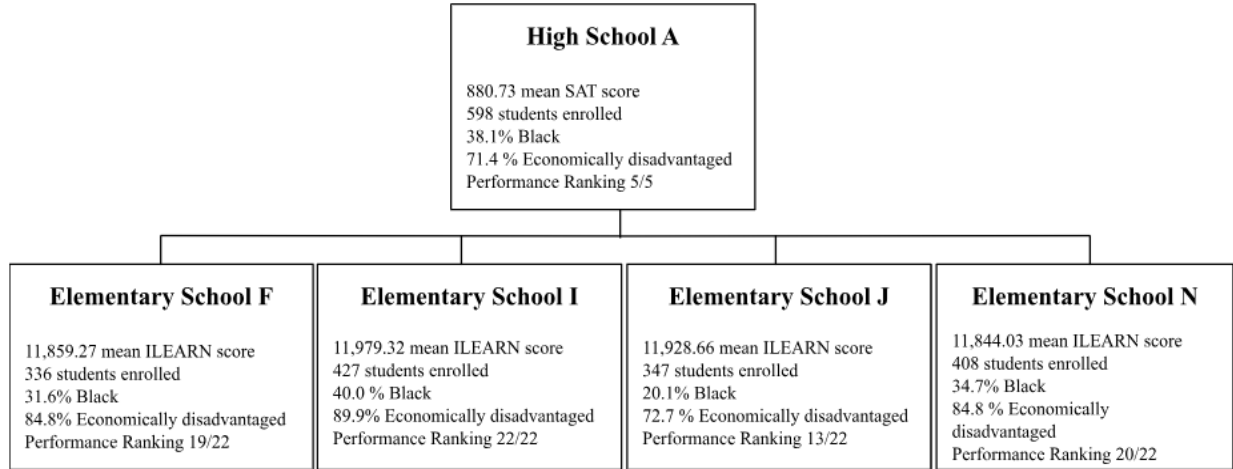 High School A
880.73 mean SAT score
598 students enrolled
38.1% Black
71.4 % Economically disadvantaged
Performance Ranking 5/5
Elementary School F
11,859.27 mean ILEARN score
336 students enrolled
31.6% Black
84.8% Economically disadvantaged
Performance Ranking 19/22
Elementary School I
11,979.32 mean ILEARN score
427 students enrolled
40.0 % Black
89.9% Economically disadvantaged
Performance Ranking 22/22
Elementary School J
11,928.66 mean ILEARN score
347 students enrolled
20.1% Black
72.7 % Economically disadvantaged
Performance Ranking 13/22
Elementary School N
11,844.03 mean ILEARN score
408 students enrolled
34.7% Black
84.8 % Economically
disadvantaged
Performance Ranking 20/22